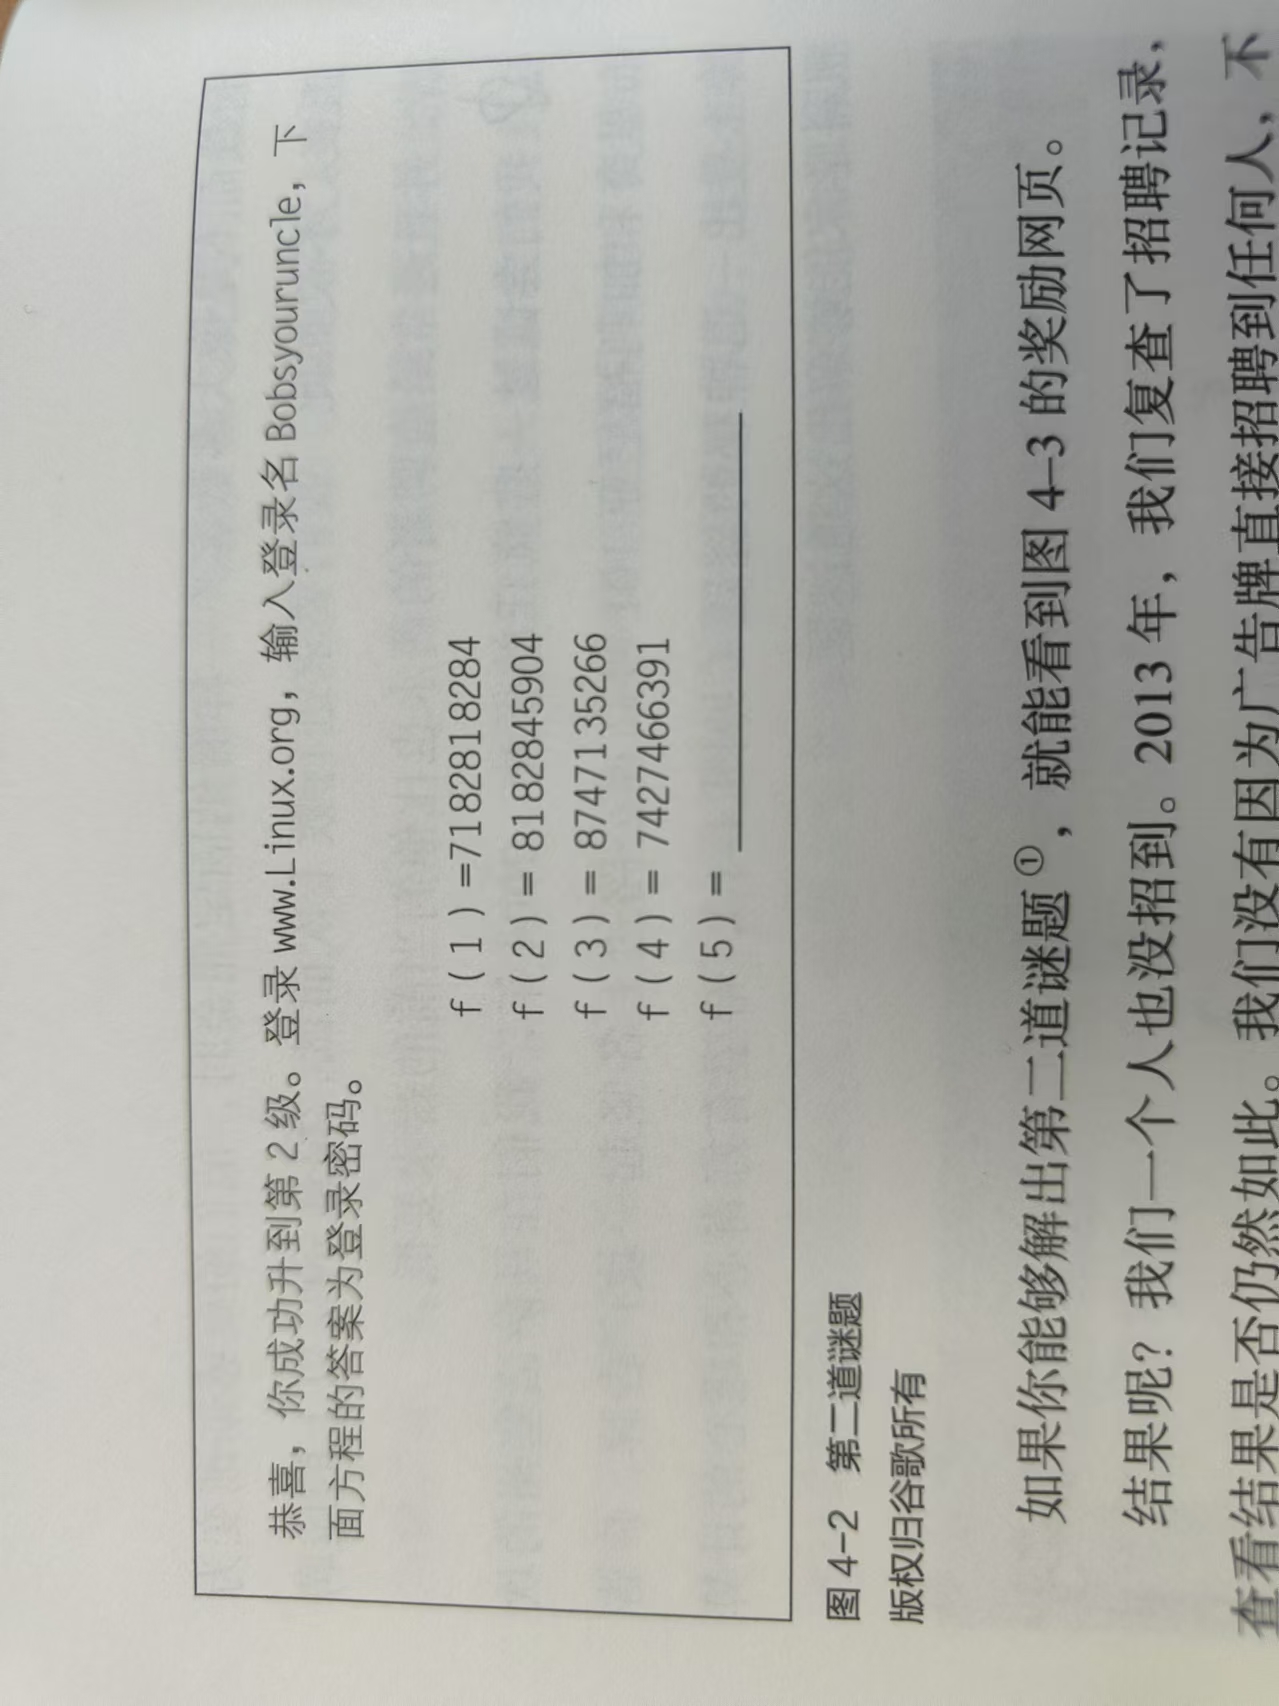 恭喜，你成功升到第 2 级。登录 www.Linux.org，输入登录名 Bobsyouruncle，下
面方程的答案为登录密码。
f ( 1 ) =7182818284
f ( 2 ) = 8182845904
f ( 3 ) = 8747135266
f ( 4 ) = 7427466391
f ( 5 ) = ________
图 4-2 第二道谜题
版权归谷歌所有
如果你能够解出第二道谜题①，就能看到图 4-3 的奖励网页。
结果呢？我们一个人也没招到。2013 年，我们复查了招聘记录，
查看结果是否仍然如此。我们没有因为广告牌直接招聘到任何人，不